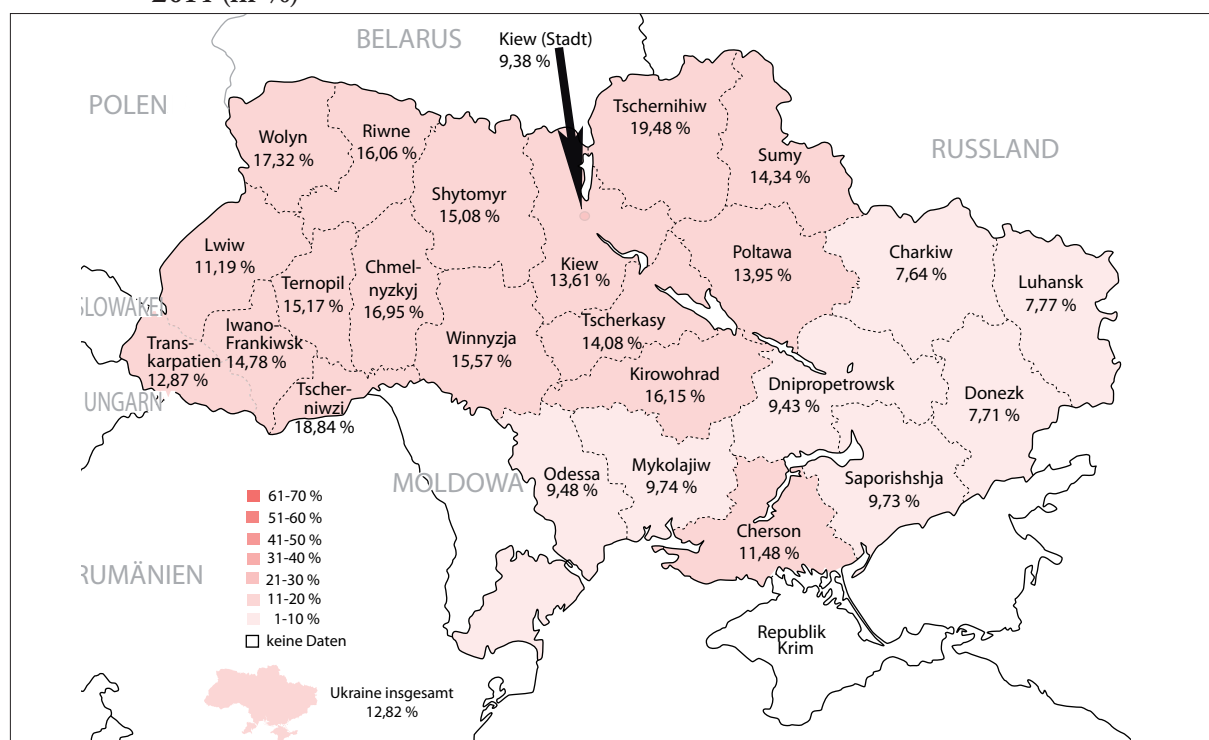 2014 (in %)
BELARUS
Kiew (Stadt)
9,38 %
POLEN
RUSSLAND
Tschernihiw
19,48 %
Wolyn
17,32 %
Riwne
16,06 %
Sumy
14,34 %
Shytomyr
15,08 %
Lwiw
11,19 %
Ternopil
15,17 %
Chmel-
nyzkyj
16,95 %
Kiew
13,61 %
Poltawa
13,95 %
Charkiw
7,64 %
Luhansk
7,77 %
SLOWAKEI
Trans-
karpatien
12,87 %
Iwano-
Frankiwsk
14,78 %
Winnyzja
15,57 %
Tscherkasy
14,08 %
Kirowohrad
16,15 %
Dnipropetrowsk
9,43 %
Donezk
7,71 %
UNGARN
Tscher-
niwzi
18,84 %
MOLDOWA
Odessa
9,48 %
Mykolajiw
9,74 %
Saporishshja
9,73 %
Cherson
11,48 %
RUMÄNIEN
61-70 %
51-60 %
41-50 %
31-40 %
21-30 %
11-20 %
1-10 %
keine Daten
Republik
Krim
Ukraine insgesamt
12,82 %